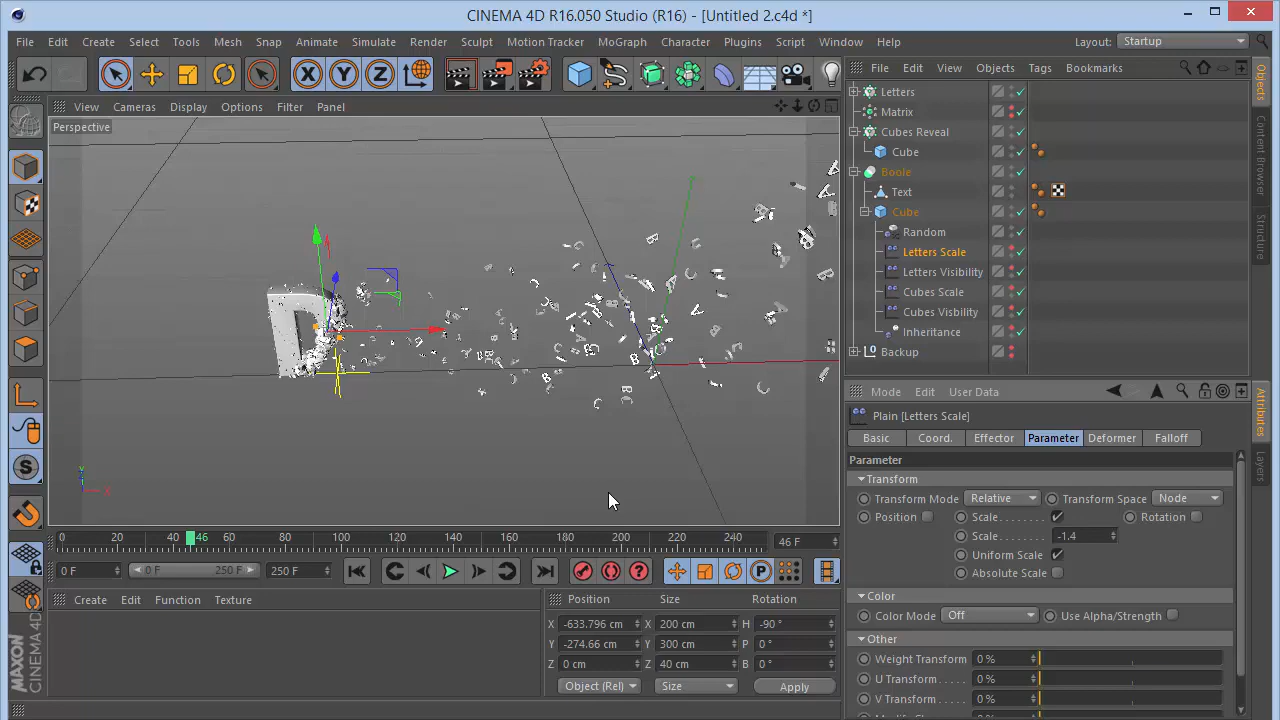 CINEMA 4D R16.050 Studio (R16) - [Untitled 2.c4d *]
File Edit Create Select Tools Mesh Snap Animate Simulate Render Sculpt Motion Tracker MoGraph Character Plugins Script Window Help Layout: Startup
X Y Z
File Edit View Objects Tags Bookmarks
View Cameras Display Options Filter Panel
Perspective
Letters
Matrix
Cubes Reveal
Cube
Boole
Text
Cube
Random
Letters Scale
Letters Visibility
Cubes Scale
Cubes Visbility
Inheritance
Backup
Objects
Content Browser
Structure
D
Y
X
Mode Edit User Data
Plain [Letters Scale]
Basic Coord. Effector Parameter Deformer Falloff
Parameter
Transform
Transform Mode Relative Transform Space Node
Position Scale Rotation
Scale -1.4
Uniform Scale
Absolute Scale
Color
Color Mode Off Use Alpha/Strength
Other
Weight Transform 0 %
U Transform 0 %
V Transform 0 %
Attributes
Layers
0 20 46 60 80 100 120 140 160 180 200 220 240 46 F
0 F 0 F 250 F 250 F
Create Edit Function Texture
Position Size Rotation
X -633.796 cm X 200 cm H -90 °
Y -274.66 cm Y 300 cm P 0 °
Z 0 cm Z 40 cm B 0 °
Object (Rel) Size Apply
MAXON CINEMA 4D